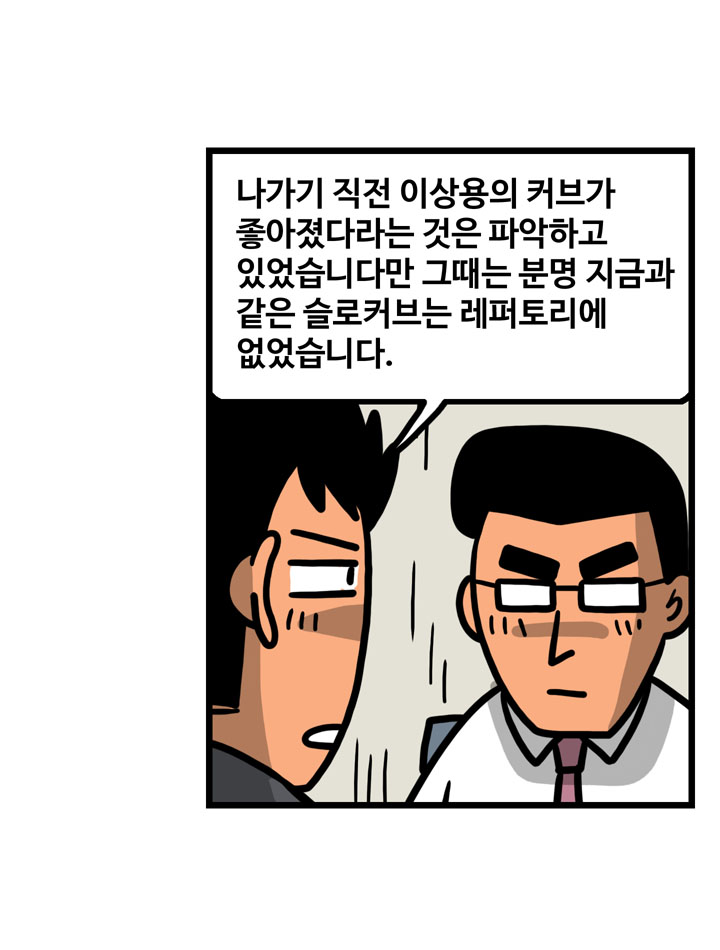 나가기 직전 이상용의 커브가
좋아졌다라는 것은 파악하고
있었습니다만 그때는 분명 지금과
같은 슬로커브는 레퍼토리에
없었습니다.